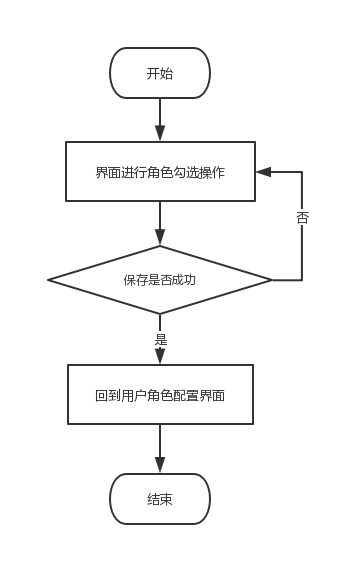 开始
界面进行角色勾选操作
否
保存是否成功
是
回到用户角色配置界面
结束